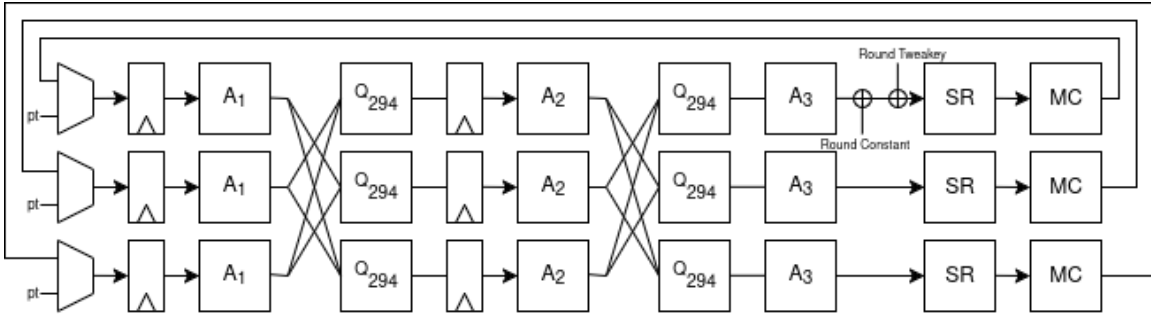 Round Tweakey
pt A₁ Q₂₉₄ A₂ Q₂₉₄ A₃ SR MC
Round Constant
pt A₁ Q₂₉₄ A₂ Q₂₉₄ A₃ SR MC
pt A₁ Q₂₉₄ A₂ Q₂₉₄ A₃ SR MC